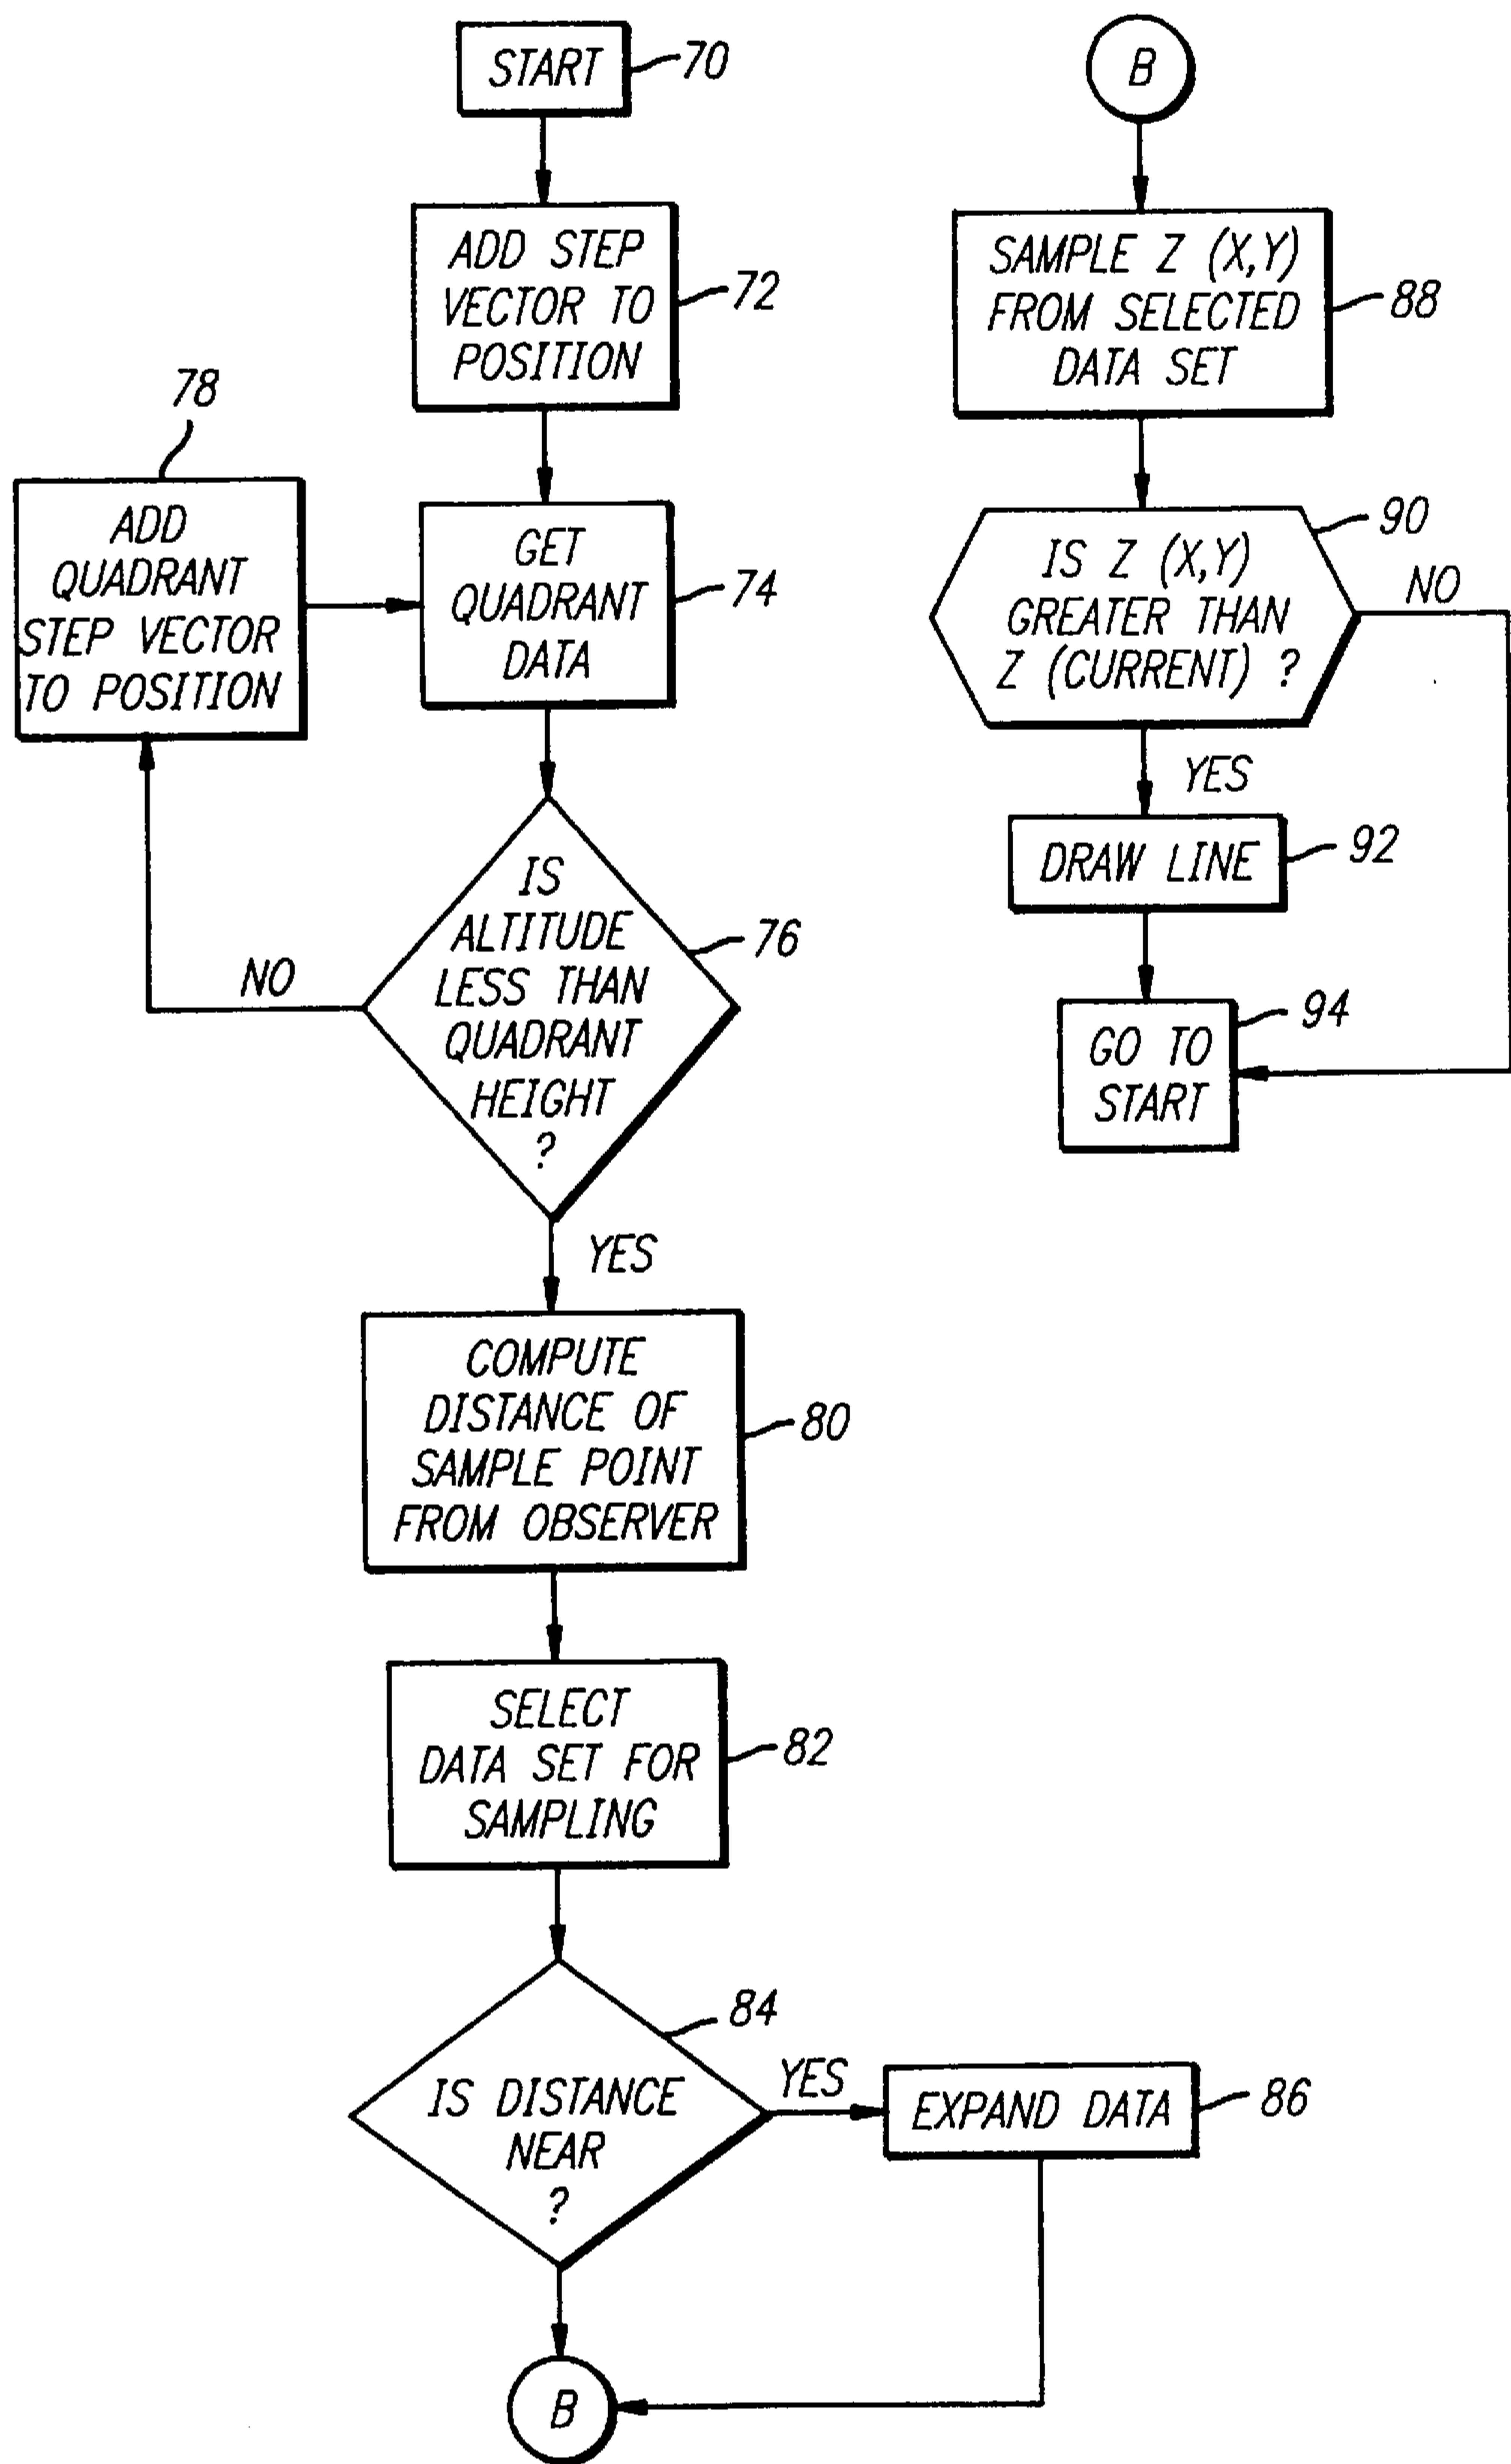 START
70
ADD STEP
VECTOR TO
POSITION
72
78
ADD
QUADRANT
STEP VECTOR
TO POSITION
GET
QUADRANT
DATA
74
IS
ALTITUDE
LESS THAN
QUADRANT
HEIGHT
?
76
NO
YES
COMPUTE
DISTANCE OF
SAMPLE POINT
FROM OBSERVER
80
SELECT
DATA SET FOR
SAMPLING
82
IS DISTANCE
NEAR
?
84
YES
EXPAND DATA
86
B
B
SAMPLE Z (X,Y)
FROM SELECTED
DATA SET
88
IS Z (X,Y)
GREATER THAN
Z (CURRENT) ?
90
NO
YES
DRAW LINE
92
GO TO
START
94